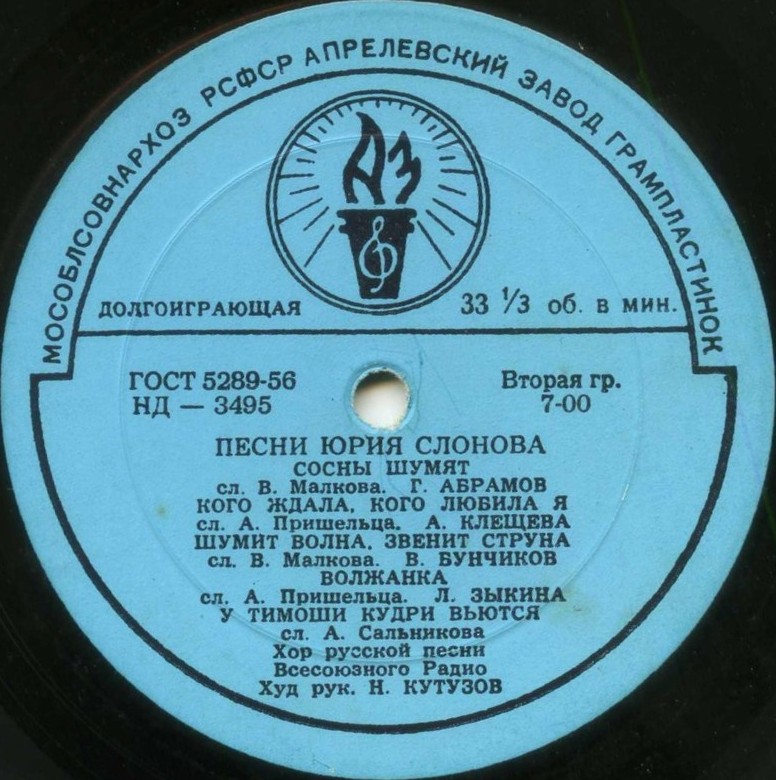 МОСОБЛСОВНАРХОЗ РСФСР АПРЕЛЕВСКИЙ ЗАВОД ГРАМПЛАСТИНОК
АЗ
ДОЛГОИГРАЮЩАЯ 33 1/3 об. в мин.
ГОСТ 5289-56 Вторая гр.
НД — 3495 7-00
ПЕСНИ ЮРИЯ СЛОНОВА
СОСНЫ ШУМЯТ
сл. В. Малкова. Г. АБРАМОВ
КОГО ЖДАЛА, КОГО ЛЮБИЛА Я
сл. А. Пришельца. А. КЛЕЩЕВА
ШУМИТ ВОЛНА, ЗВЕНИТ СТРУНА
сл. В. Малкова. В. БУНЧИКОВ
ВОЛЖАНКА
сл. А. Пришельца. Л. ЗЫКИНА
У ТИМОШИ КУДРИ ВЬЮТСЯ
сл. А. Сальникова
Хор русской песни
Всесоюзного Радио
Худ рук. Н. КУТУЗОВ